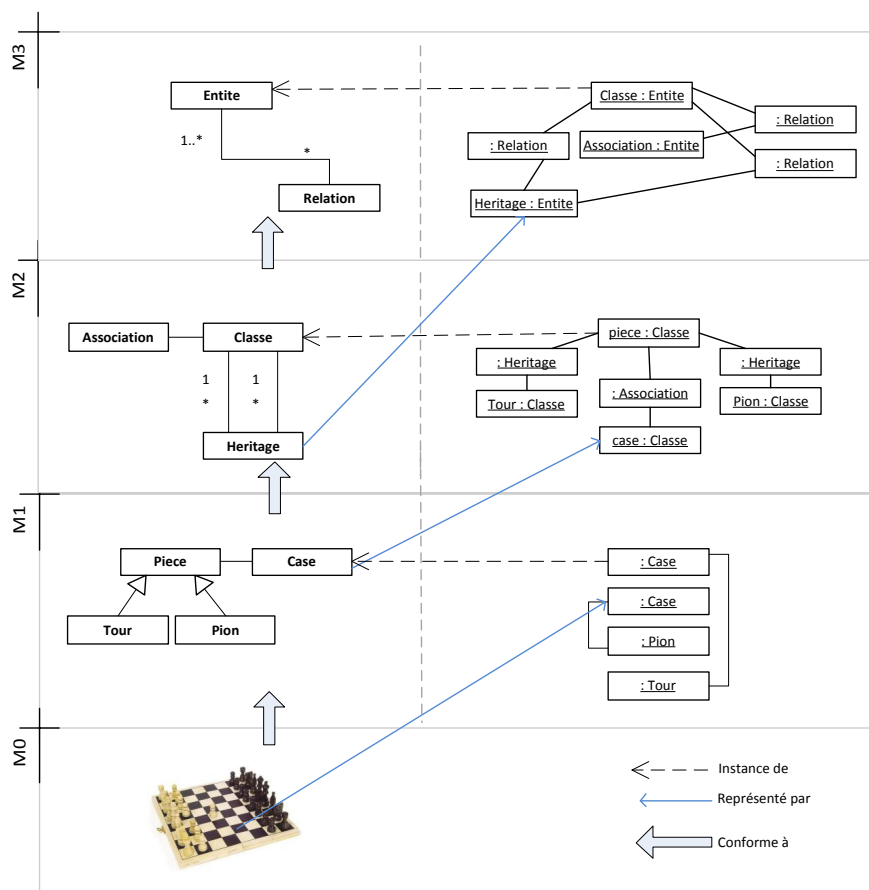 M3
Entite
1..*
*
Relation
Classe : Entite
: Relation
: Relation
Association : Entite
: Relation
Heritage : Entite
M2
Association
Classe
1
1
*
*
Heritage
piece : Classe
: Heritage
: Heritage
Tour : Classe
: Association
Pion : Classe
case : Classe
M1
Piece
Case
Tour
Pion
: Case
: Case
: Pion
: Tour
M0
Instance de
Représenté par
Conforme à